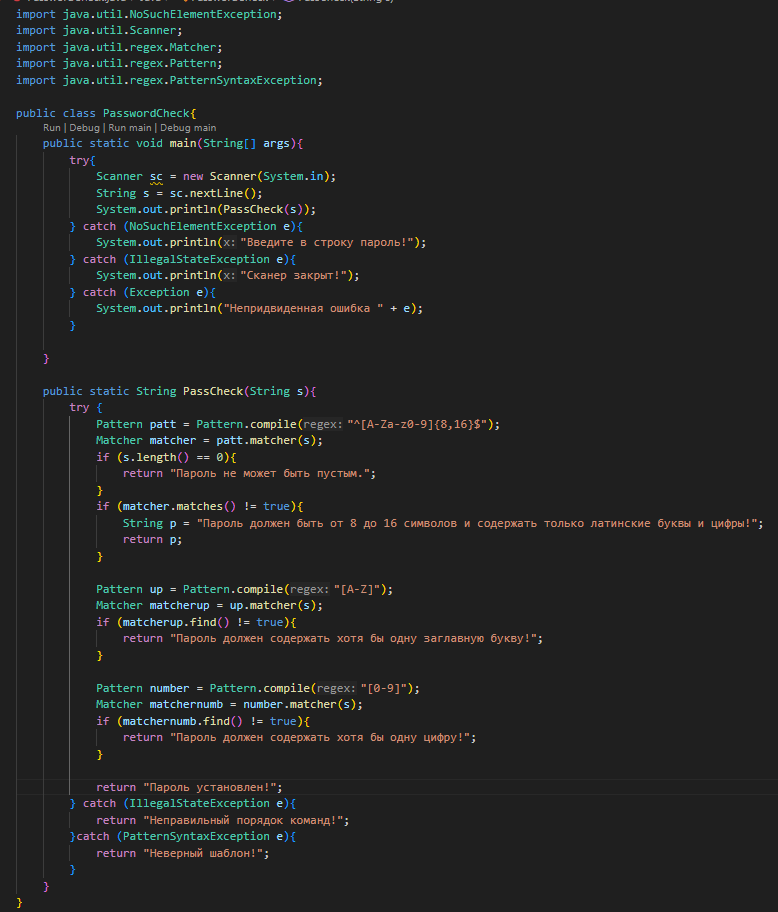 import java.util.NoSuchElementException;
import java.util.Scanner;
import java.util.regex.Matcher;
import java.util.regex.Pattern;
import java.util.regex.PatternSyntaxException;

public class PasswordCheck{
Run | Debug | Run main | Debug main
    public static void main(String[] args){
        try{
            Scanner sc = new Scanner(System.in);
            String s = sc.nextLine();
            System.out.println(PassCheck(s));
        } catch (NoSuchElementException e){
            System.out.println(x: "Введите в строку пароль!");
        } catch (IllegalStateException e){
            System.out.println(x: "Сканер закрыт!");
        } catch (Exception e){
            System.out.println("Непридвиденная ошибка " + e);
        }

    }

    public static String PassCheck(String s){
        try {
            Pattern patt = Pattern.compile(regex: "^[A-Za-z0-9]{8,16}$");
            Matcher matcher = patt.matcher(s);
            if (s.length() == 0){
                return "Пароль не может быть пустым.";
            }
            if (matcher.matches() != true){
                String p = "Пароль должен быть от 8 до 16 символов и содержать только латинские буквы и цифры!";
                return p;
            }

            Pattern up = Pattern.compile(regex: "[A-Z]");
            Matcher matcherup = up.matcher(s);
            if (matcherup.find() != true){
                return "Пароль должен содержать хотя бы одну заглавную букву!";
            }

            Pattern number = Pattern.compile(regex: "[0-9]");
            Matcher matchernumb = number.matcher(s);
            if (matchernumb.find() != true){
                return "Пароль должен содержать хотя бы одну цифру!";
            }

            return "Пароль установлен!";
        } catch (IllegalStateException e){
            return "Неправильный порядок команд!";
        }catch (PatternSyntaxException e){
            return "Неверный шаблон!";
        }
    }
}